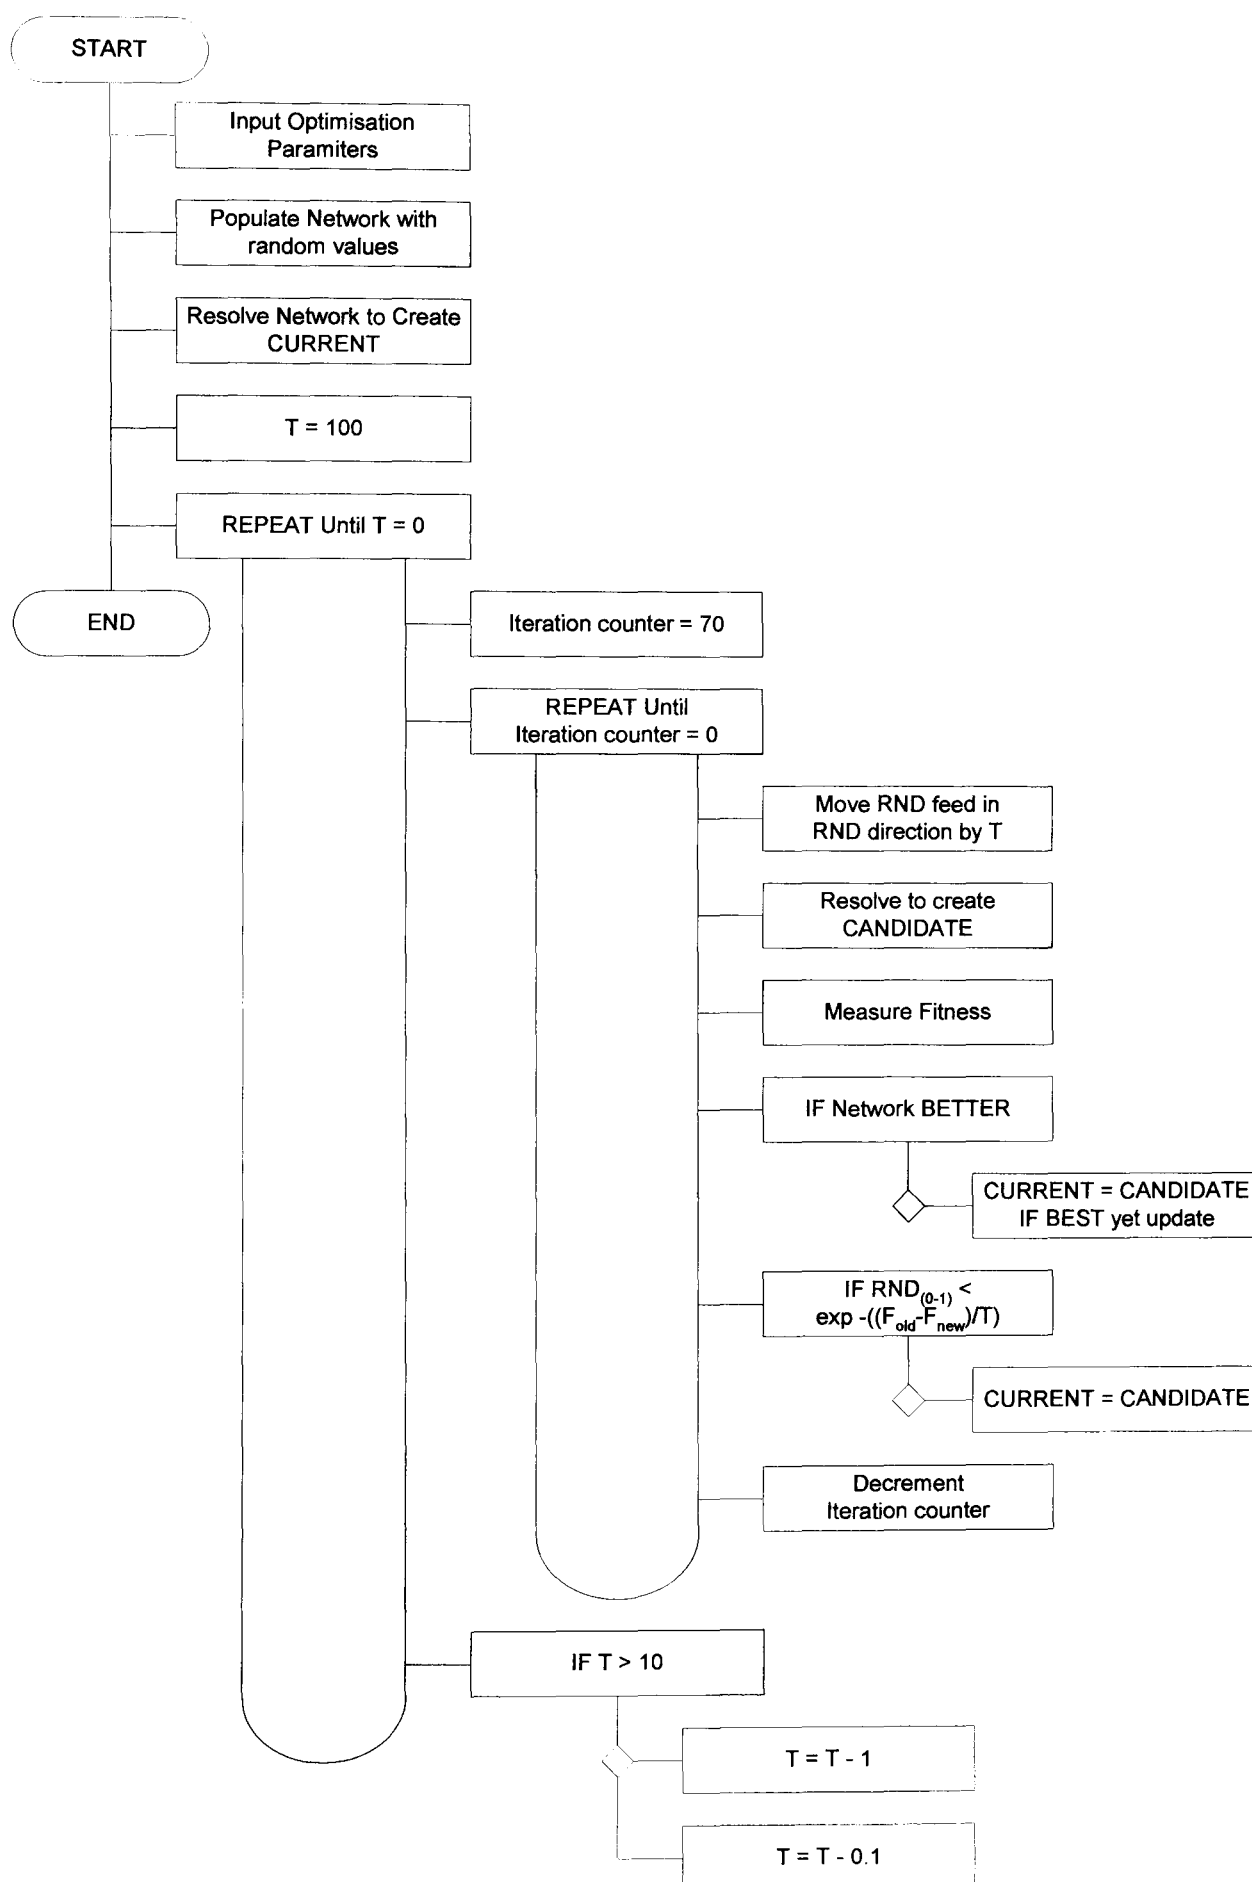 START
Input Optimisation
Paramiters
Populate Network with
random values
Resolve Network to Create
CURRENT
T = 100
REPEAT Until T = 0
END
Iteration counter = 70
REPEAT Until
Iteration counter = 0
Move RND feed in
RND direction by T
Resolve to create
CANDIDATE
Measure Fitness
IF Network BETTER
CURRENT = CANDIDATE
IF BEST yet update
IF RND(0-1) <
exp -((Fold-Fnew)/T)
CURRENT = CANDIDATE
Decrement
Iteration counter
IF T > 10
T = T - 1
T = T - 0.1